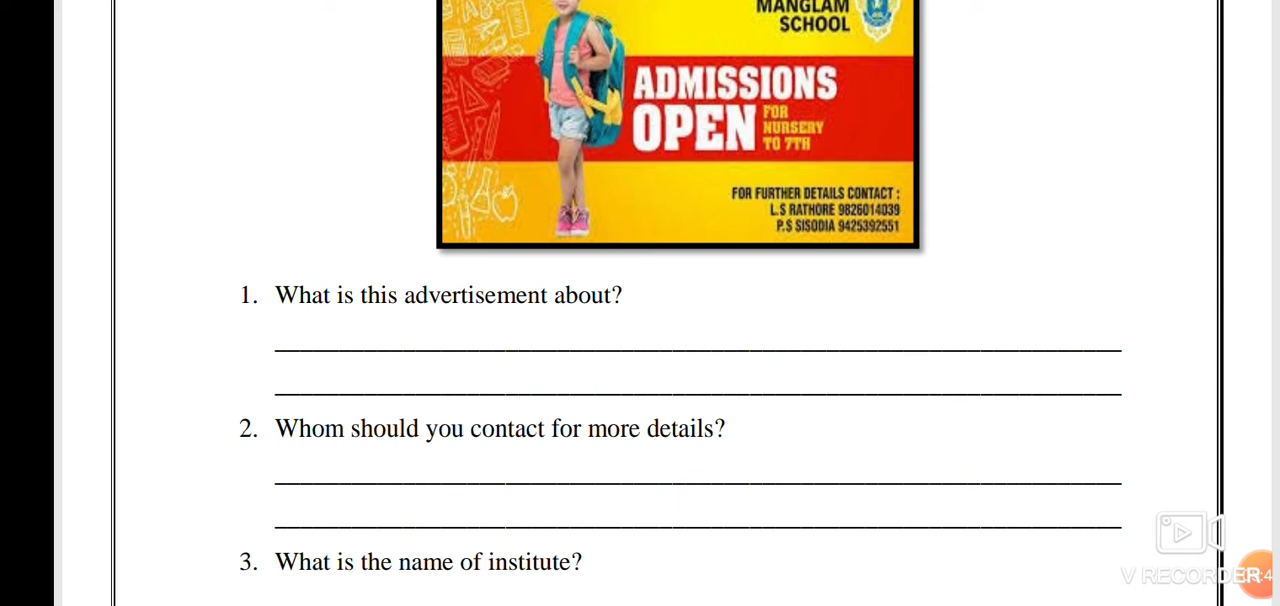 MANGLAM
SCHOOL
ADMISSIONS
OPEN FOR NURSERY TO 7TH
FOR FURTHER DETAILS CONTACT :
L.S RATHORE 9826014039
P.S SISODIA 9425392551
1. What is this advertisement about?
2. Whom should you contact for more details?
3. What is the name of institute?
V RECORDER